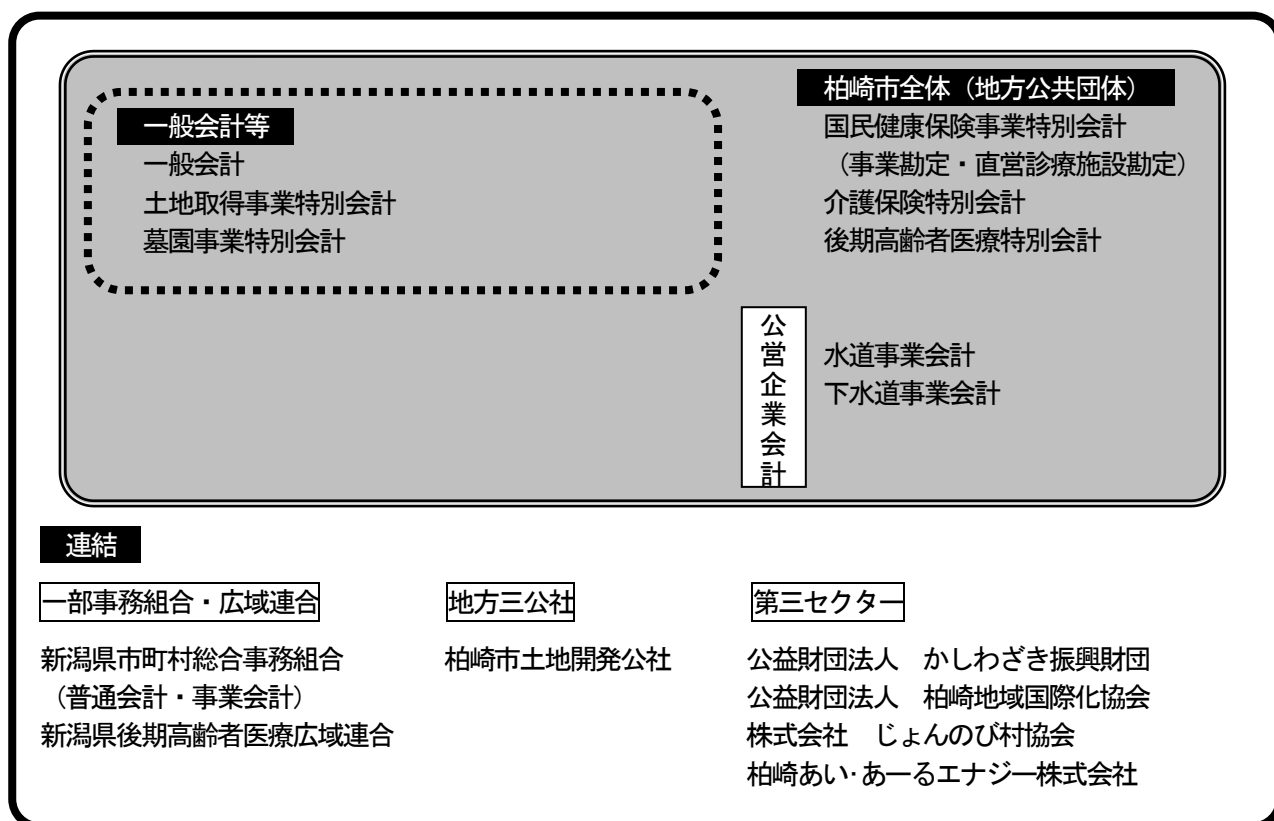 一般会計等
一般会計
土地取得事業特別会計
墓園事業特別会計
柏崎市全体（地方公共団体）
国民健康保険事業特別会計
（事業勘定・直営診療施設勘定）
介護保険特別会計
後期高齢者医療特別会計
公営企業会計
水道事業会計
下水道事業会計
連結
一部事務組合・広域連合
新潟県市町村総合事務組合
（普通会計・事業会計）
新潟県後期高齢者医療広域連合
地方三公社
柏崎市土地開発公社
第三セクター
公益財団法人　かしわざき振興財団
公益財団法人　柏崎地域国際化協会
株式会社　じょんのび村協会
柏崎あい・あーるエナジー株式会社